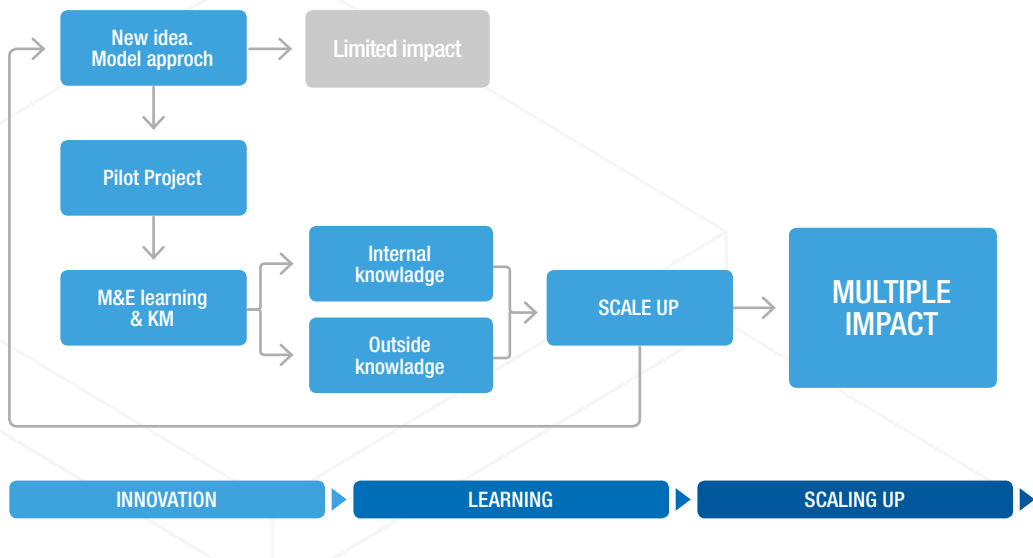 New idea.
Model approch
Limited impact
Pilot Project
M&E learning
& KM
Internal
knowladge
Outside
knowladge
SCALE UP
MULTIPLE
IMPACT
INNOVATION
LEARNING
SCALING UP